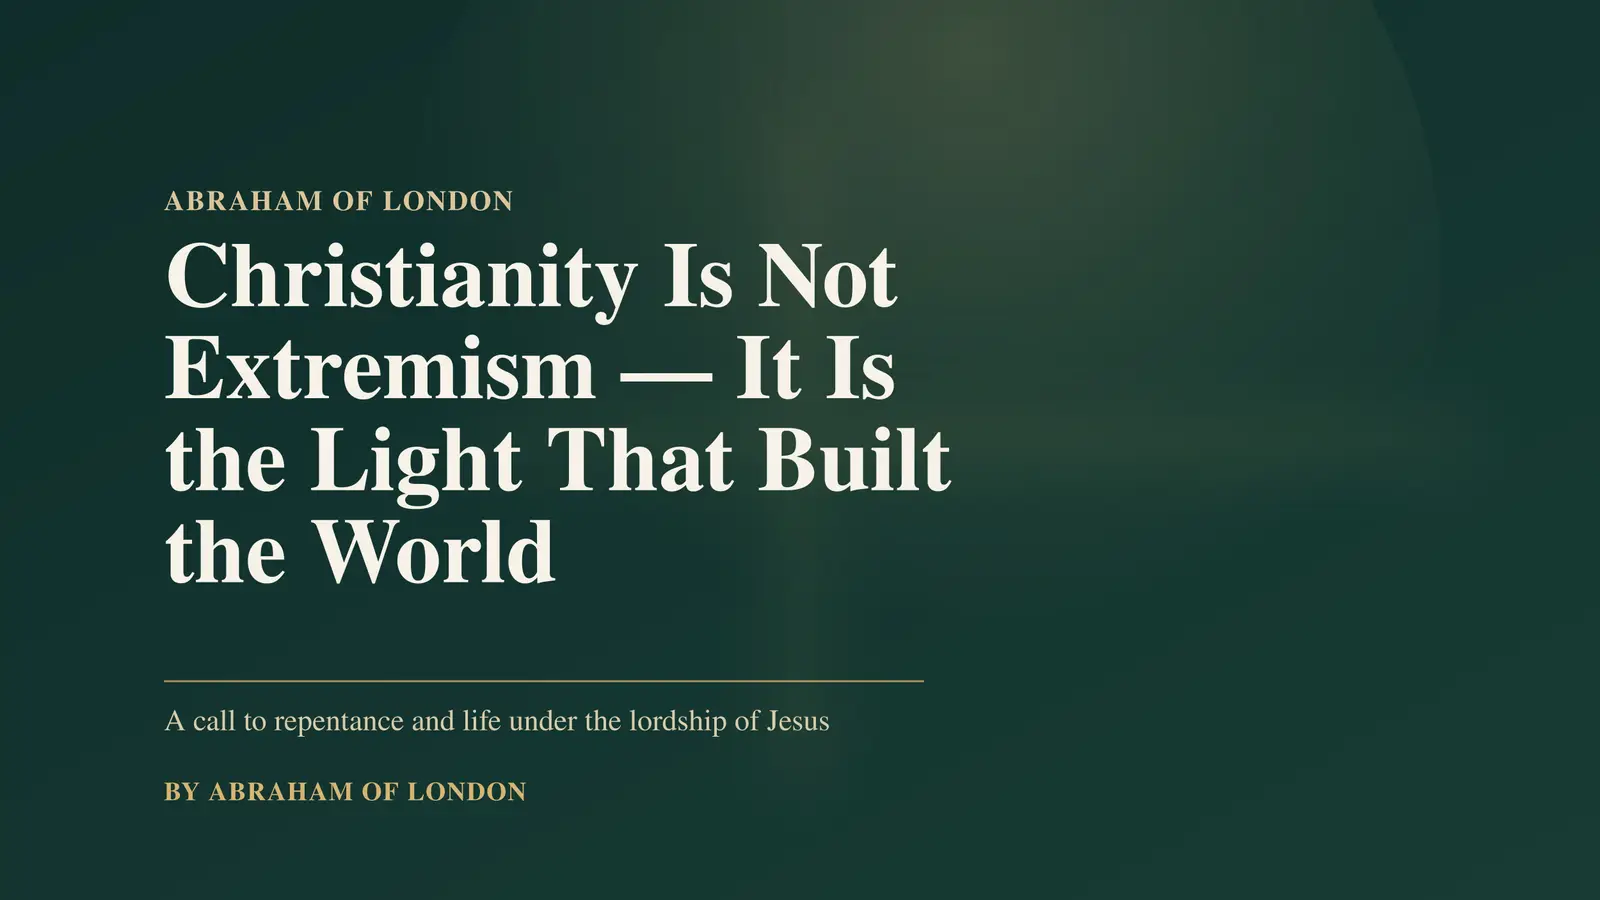 ABRAHAM OF LONDON
Christianity Is Not
Extremism — It Is
the Light That Built
the World
A call to repentance and life under the lordship of Jesus
BY ABRAHAM OF LONDON